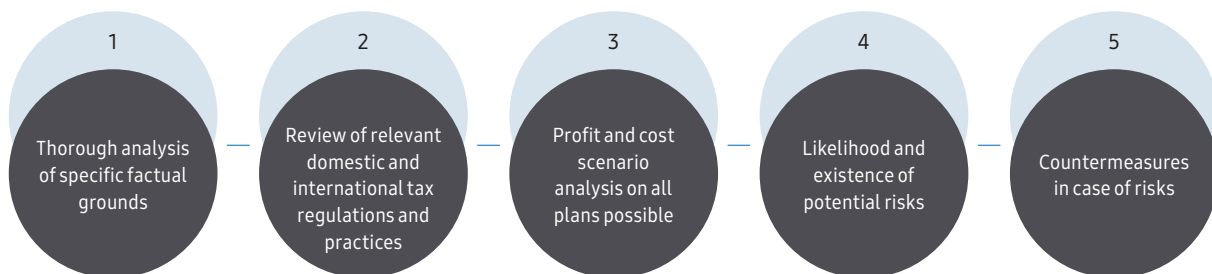 1
Thorough analysis
of specific factual
grounds
2
Review of relevant
domestic and
international tax
regulations and
practices
3
Profit and cost
scenario
analysis on all
plans possible
4
Likelihood and
existence of
potential risks
5
Countermeasures
in case of risks